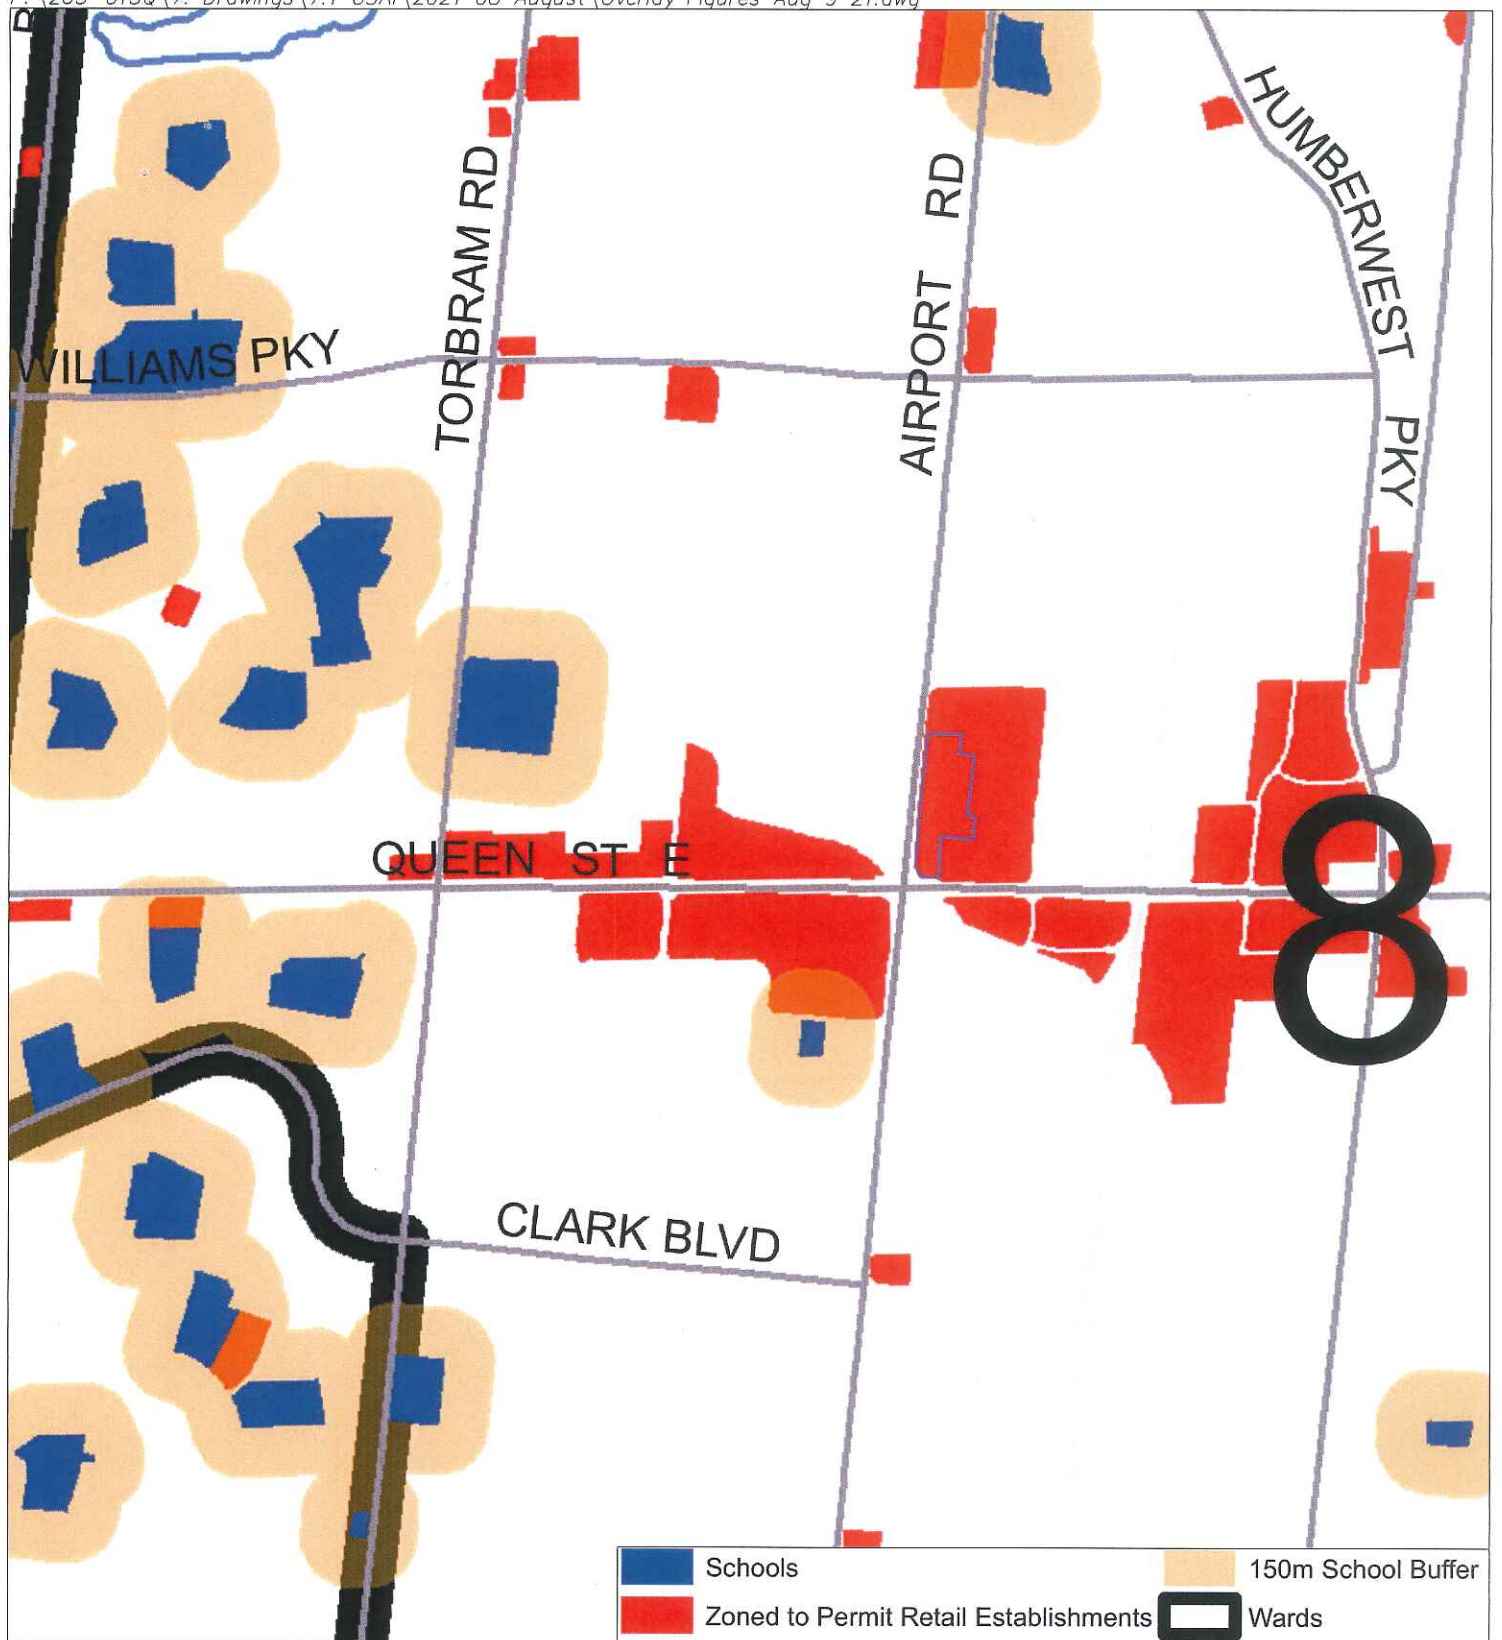 HUMBERWEST PKY
TORBRAM RD
AIRPORT RD
WILLIAMS PKY
QUEEN ST E
8
CLARK BLVD
Schools
150m School Buffer
Zoned to Permit Retail Establishments
Wards